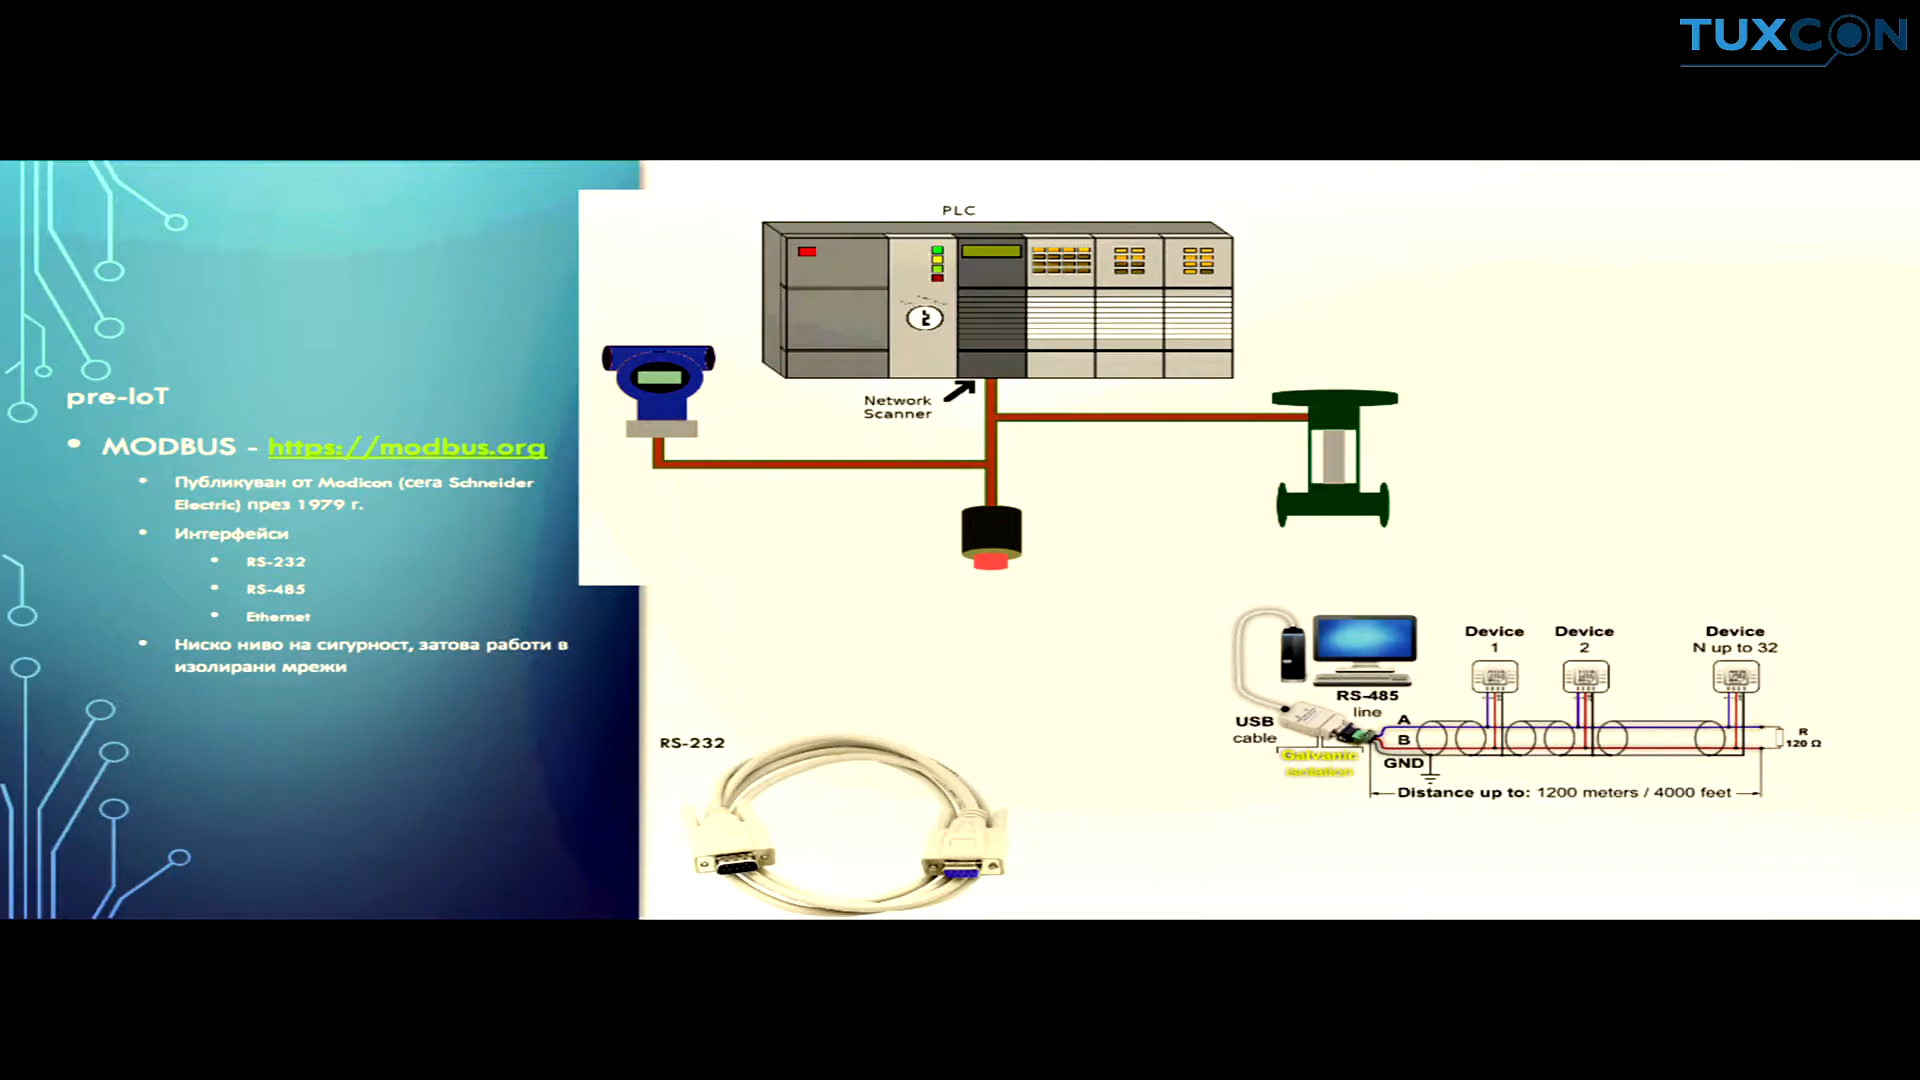 TUXCON
pre-IoT
MODBUS - https://modbus.org
Публикуван от Modicon (сега Schneider
Electric) през 1979 г.
Интерфейси
RS-232
RS-485
Ethernet
Ниско ниво на сигурност, затова работи в
изолирани мрежи
PLC
Network
Scanner
RS-232
Device
1
Device
2
Device
N up to 32
RS-485
line
USB
cable
Galvanic
isolation
A
B
GND
R
120 Ω
Distance up to: 1200 meters / 4000 feet